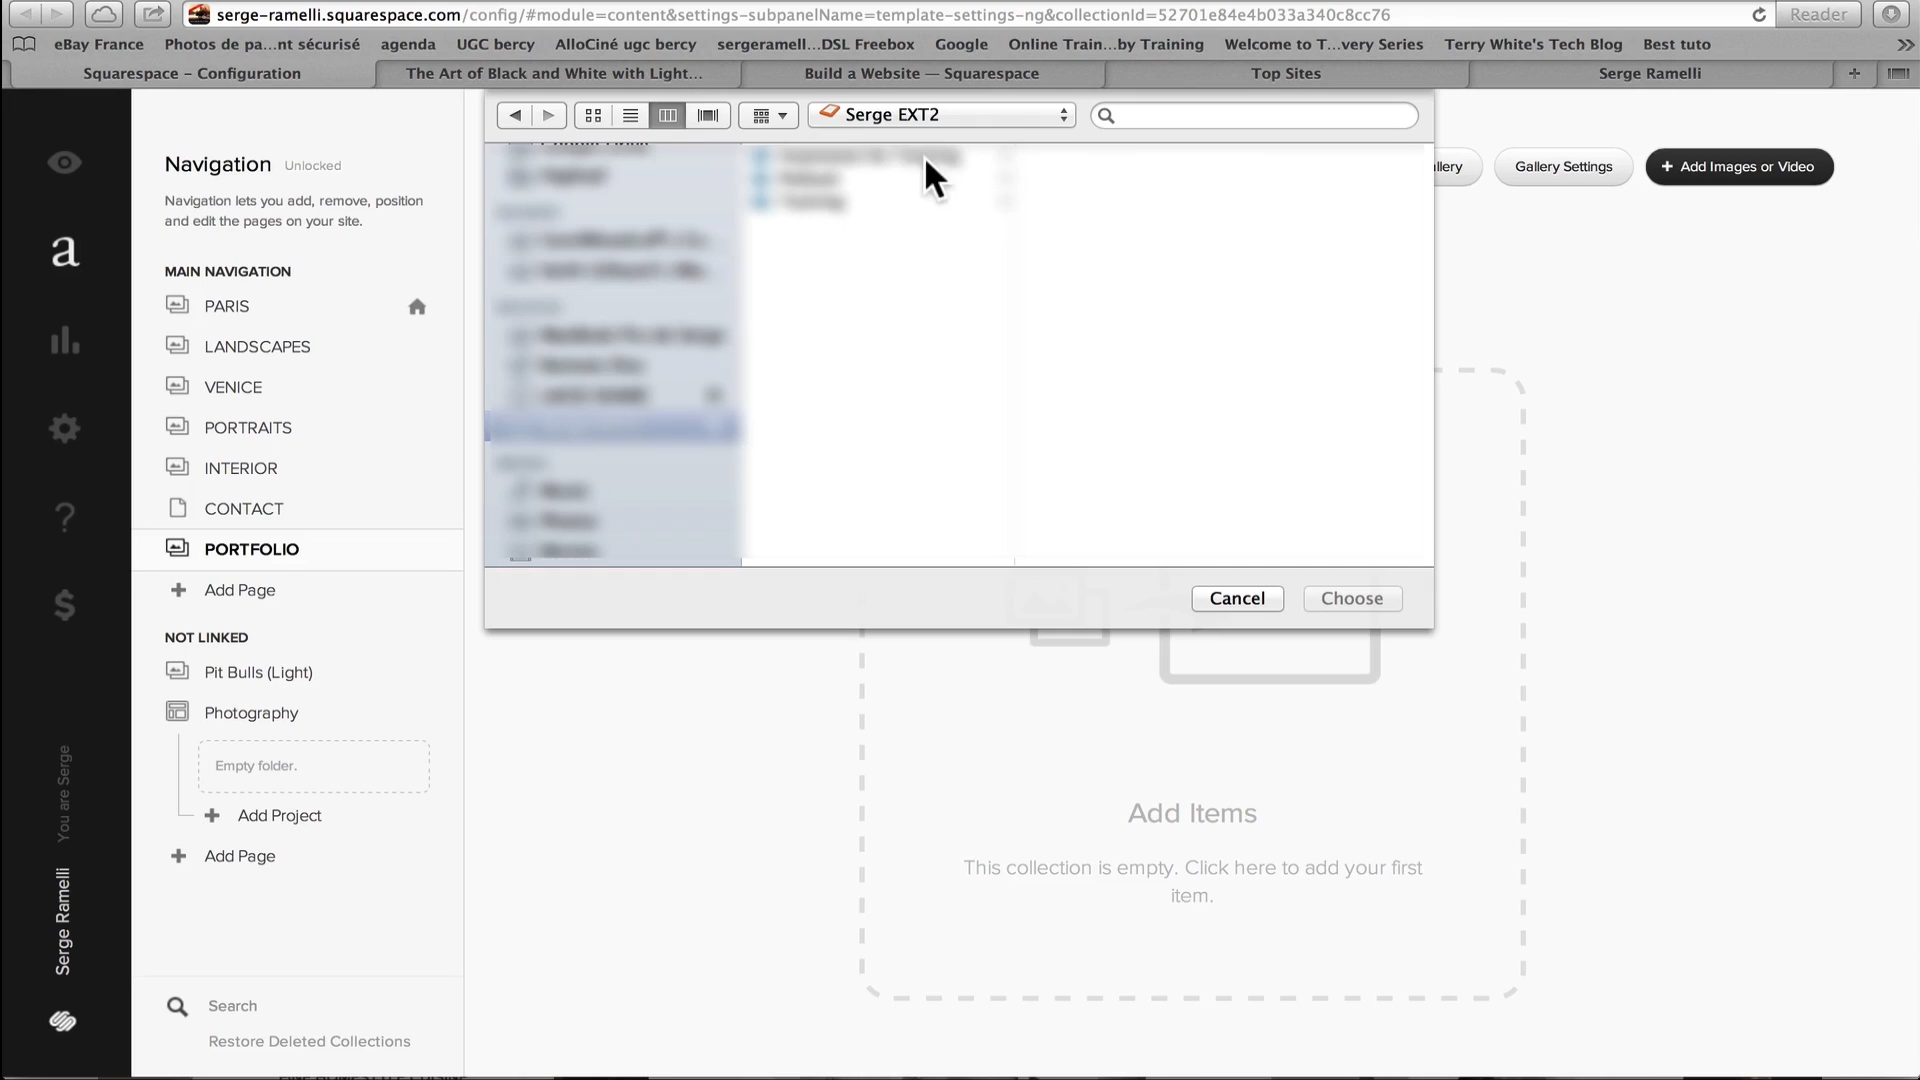 serge-ramelli.squarespace.com/config/#module=content&settings-subpanelName=template-settings-ng&collectionId=52701e84e4b033a340c8cc76
Reader
eBay France
Photos de pa...nt sécurisé
agenda
UGC bercy
AlloCiné ugc bercy
sergeramell...DSL Freebox
Google
Online Train...by Training
Welcome to T...very Series
Terry White's Tech Blog
Best tuto
Squarespace – Configuration
The Art of Black and White with Light...
Build a Website — Squarespace
Top Sites
Serge Ramelli
Serge EXT2
Navigation Unlocked
Navigation lets you add, remove, position
and edit the pages on your site.
MAIN NAVIGATION
PARIS
LANDSCAPES
VENICE
PORTRAITS
INTERIOR
CONTACT
PORTFOLIO
Add Page
NOT LINKED
Pit Bulls (Light)
Photography
Empty folder.
Add Project
Add Page
Search
Restore Deleted Collections
You are Serge
Serge Ramelli
Gallery Settings
Add Images or Video
Cancel
Choose
Add Items
This collection is empty. Click here to add your first
item.